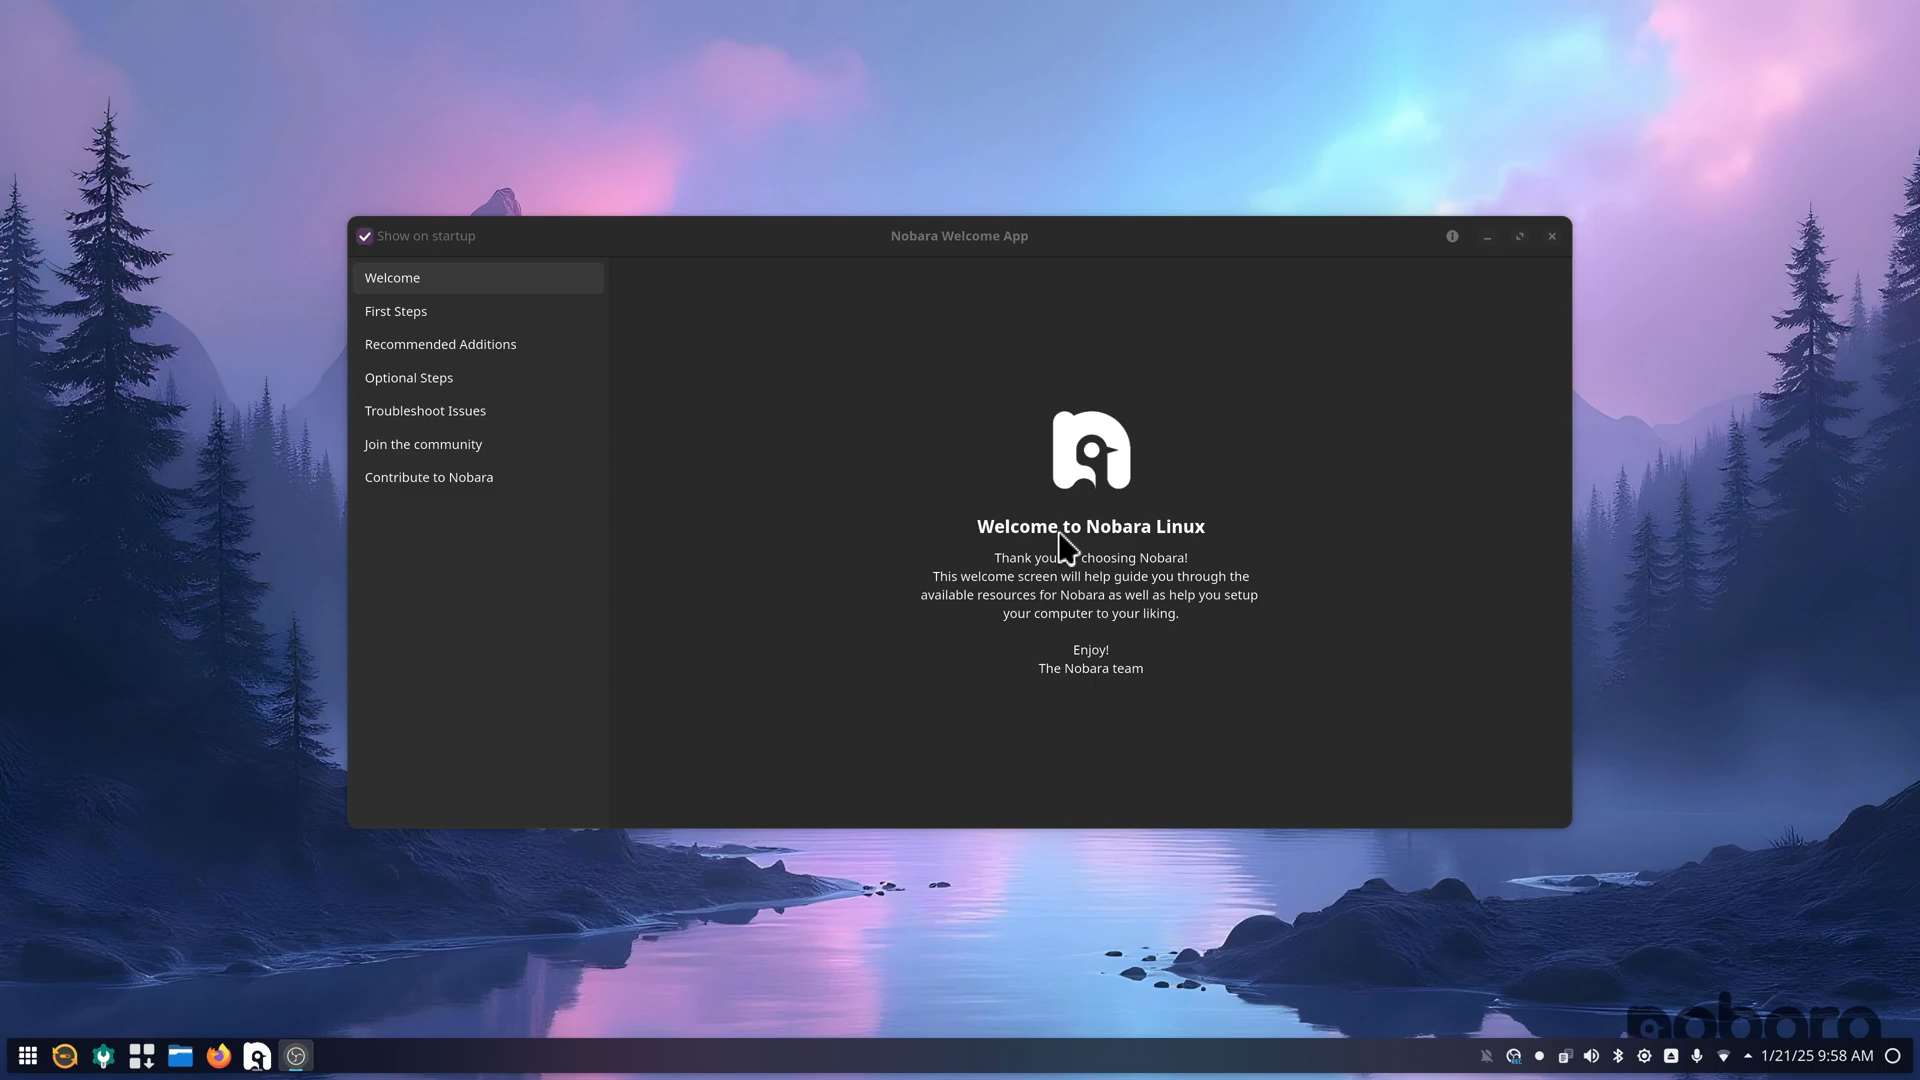 Show on startup
Nobara Welcome App
Welcome
First Steps
Recommended Additions
Optional Steps
Troubleshoot Issues
Join the community
Contribute to Nobara
Welcome to Nobara Linux
Thank you choosing Nobara!
This welcome screen will help guide you through the
available resources for Nobara as well as help you setup
your computer to your liking.
Enjoy!
The Nobara team
nobara
REC
1/21/25 9:58 AM